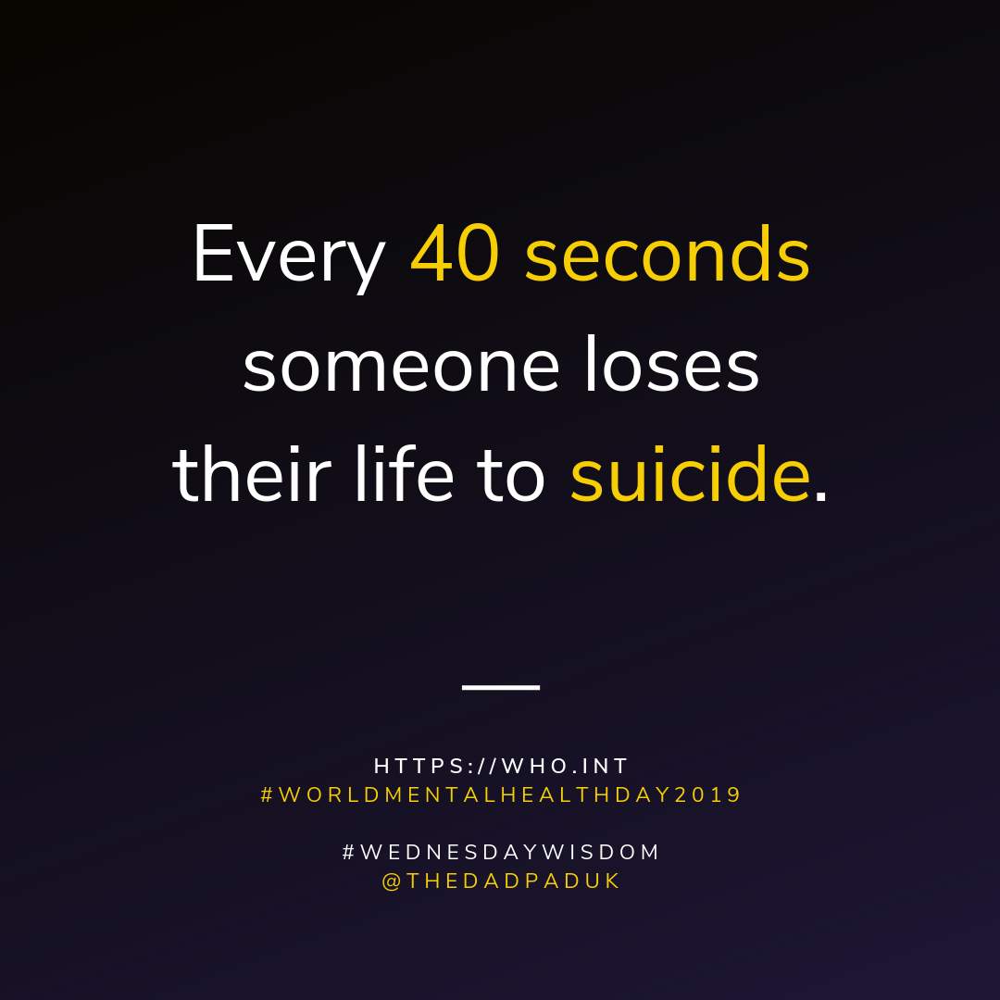 Every 40 seconds
someone loses
their life to suicide.
HTTPS://WHO.INT
#WORLDMENTALHEALTHDAY2019
#WEDNESDAYWISDOM
@THEDADPADUK